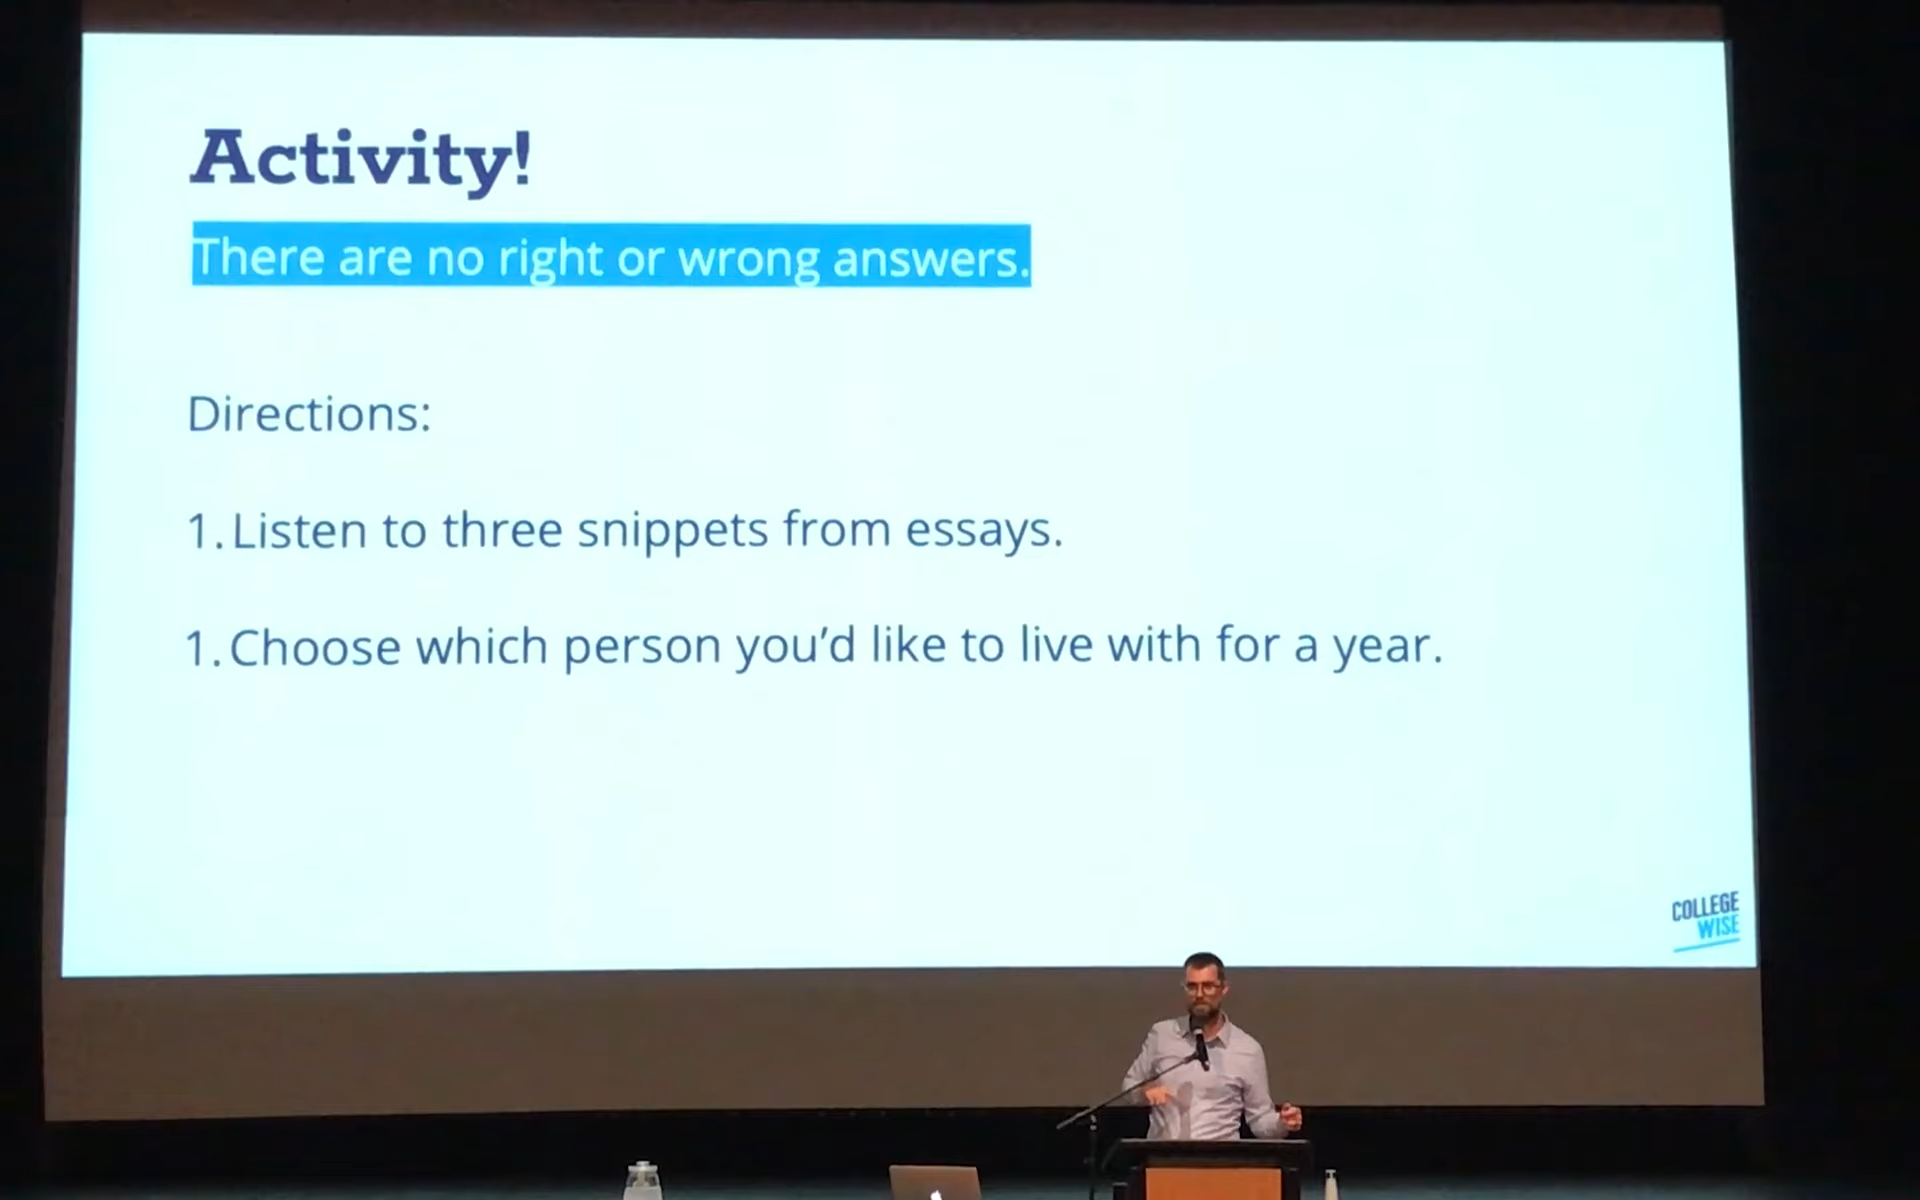 Activity!
There are no right or wrong answers.
Directions:
1. Listen to three snippets from essays.
1. Choose which person you’d like to live with for a year.
COLLEGE
WISE